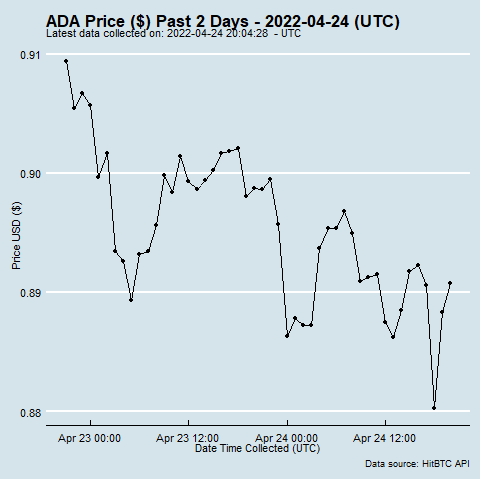 ADA Price ($) Past 2 Days - 2022-04-24 (UTC)
Latest data collected on: 2022-04-24 20:04:28 - UTC
0.91
0.90
0.89
0.88
Price USD ($)
Apr 23 00:00 Apr 23 12:00 Apr 24 00:00 Apr 24 12:00
Date Time Collected (UTC)
Data source: HitBTC API